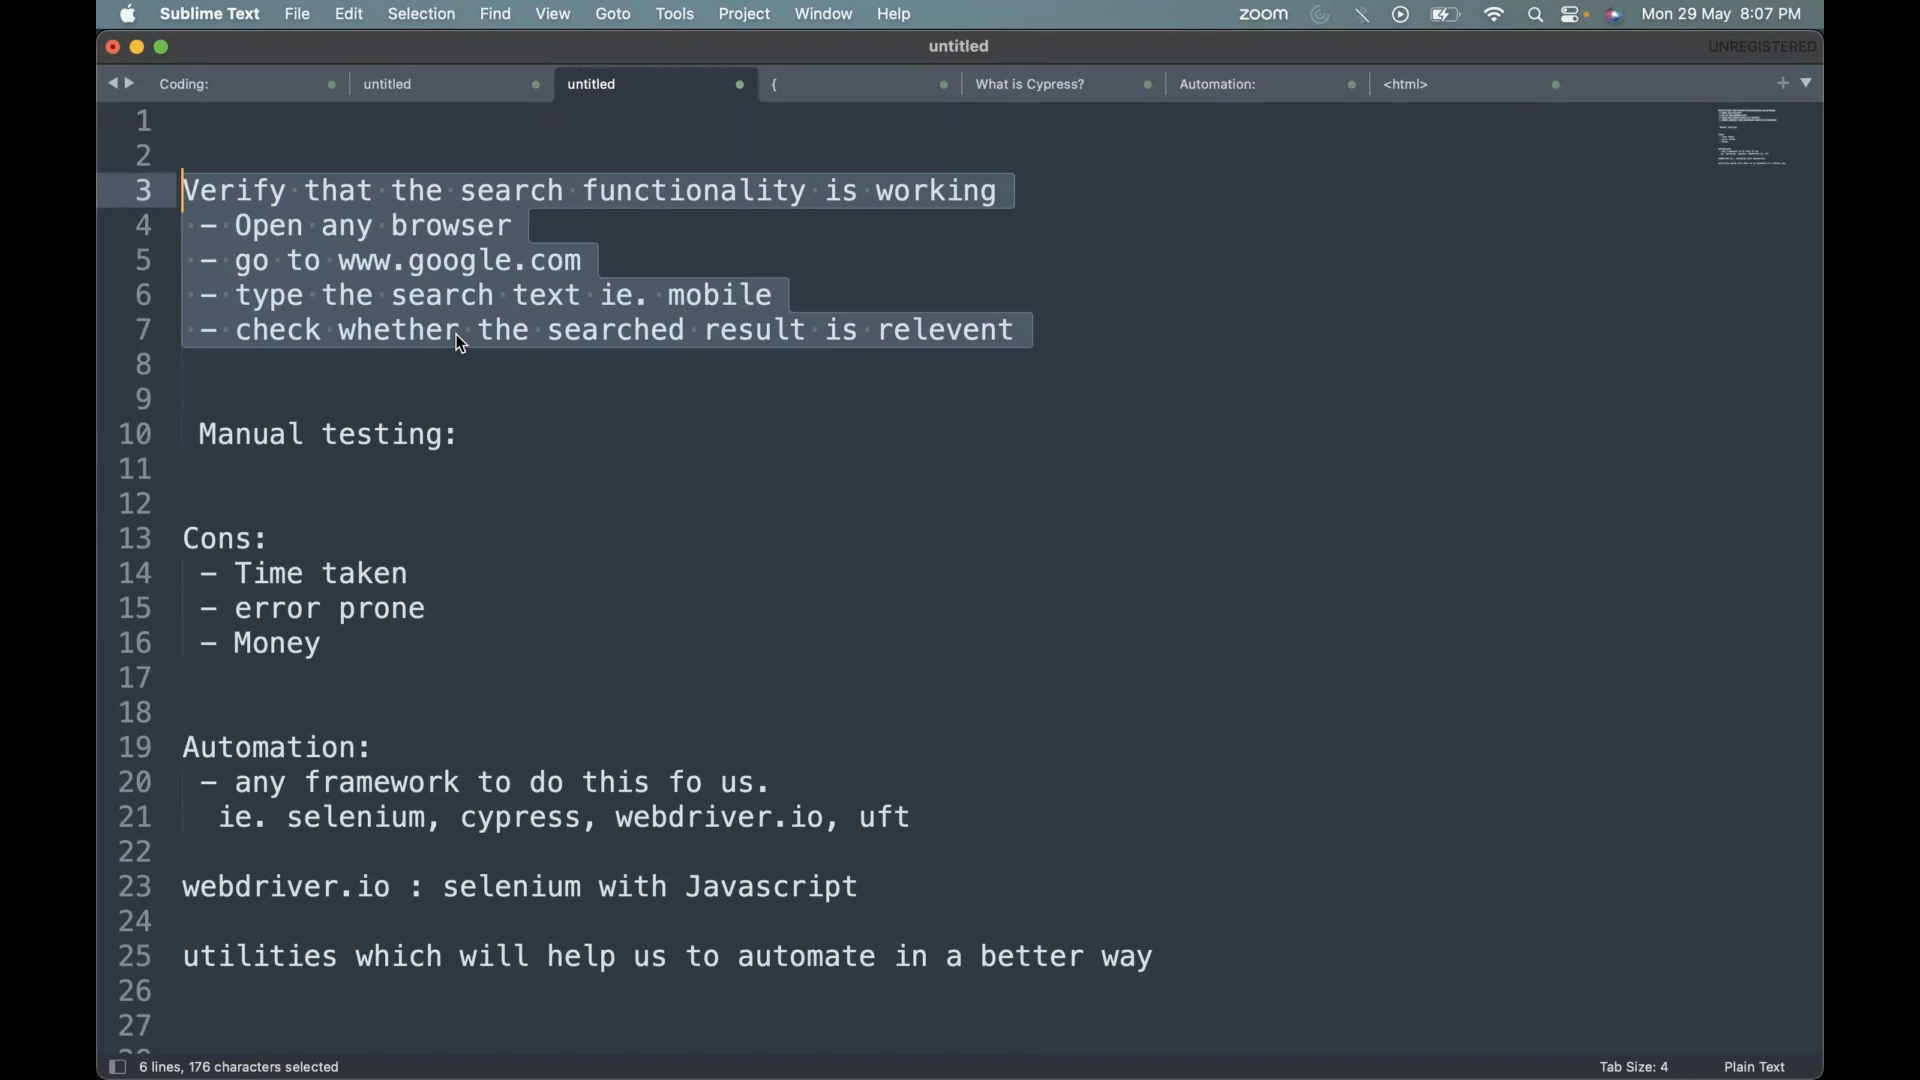 Sublime Text File Edit Selection Find View Goto Tools Project Window Help zoom Mon 29 May 8:07 PM
untitled UNREGISTERED
Coding: untitled untitled { What is Cypress? Automation: <html>
1
2
3 Verify that the search functionality is working
4 - Open any browser
5 - go to www.google.com
6 - type the search text ie. mobile
7 - check whether the searched result is relevent
8
9
10 Manual testing:
11
12
13 Cons:
14 - Time taken
15 - error prone
16 - Money
17
18
19 Automation:
20 - any framework to do this fo us.
21 ie. selenium, cypress, webdriver.io, uft
22
23 webdriver.io : selenium with Javascript
24
25 utilities which will help us to automate in a better way
26
27
6 lines, 176 characters selected Tab Size: 4 Plain Text